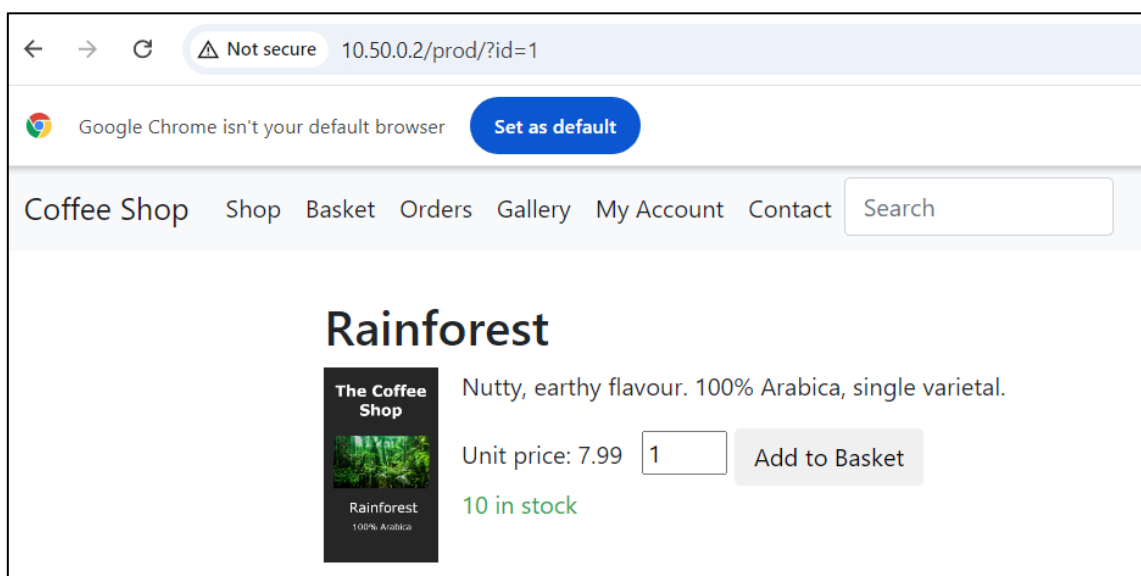 Not secure 10.50.0.2/prod/?id=1
Google Chrome isn't your default browser Set as default
Coffee Shop Shop Basket Orders Gallery My Account Contact Search
Rainforest
The Coffee
Shop
Rainforest
100% Arabica
Nutty, earthy flavour. 100% Arabica, single varietal.
Unit price: 7.99 1 Add to Basket
10 in stock